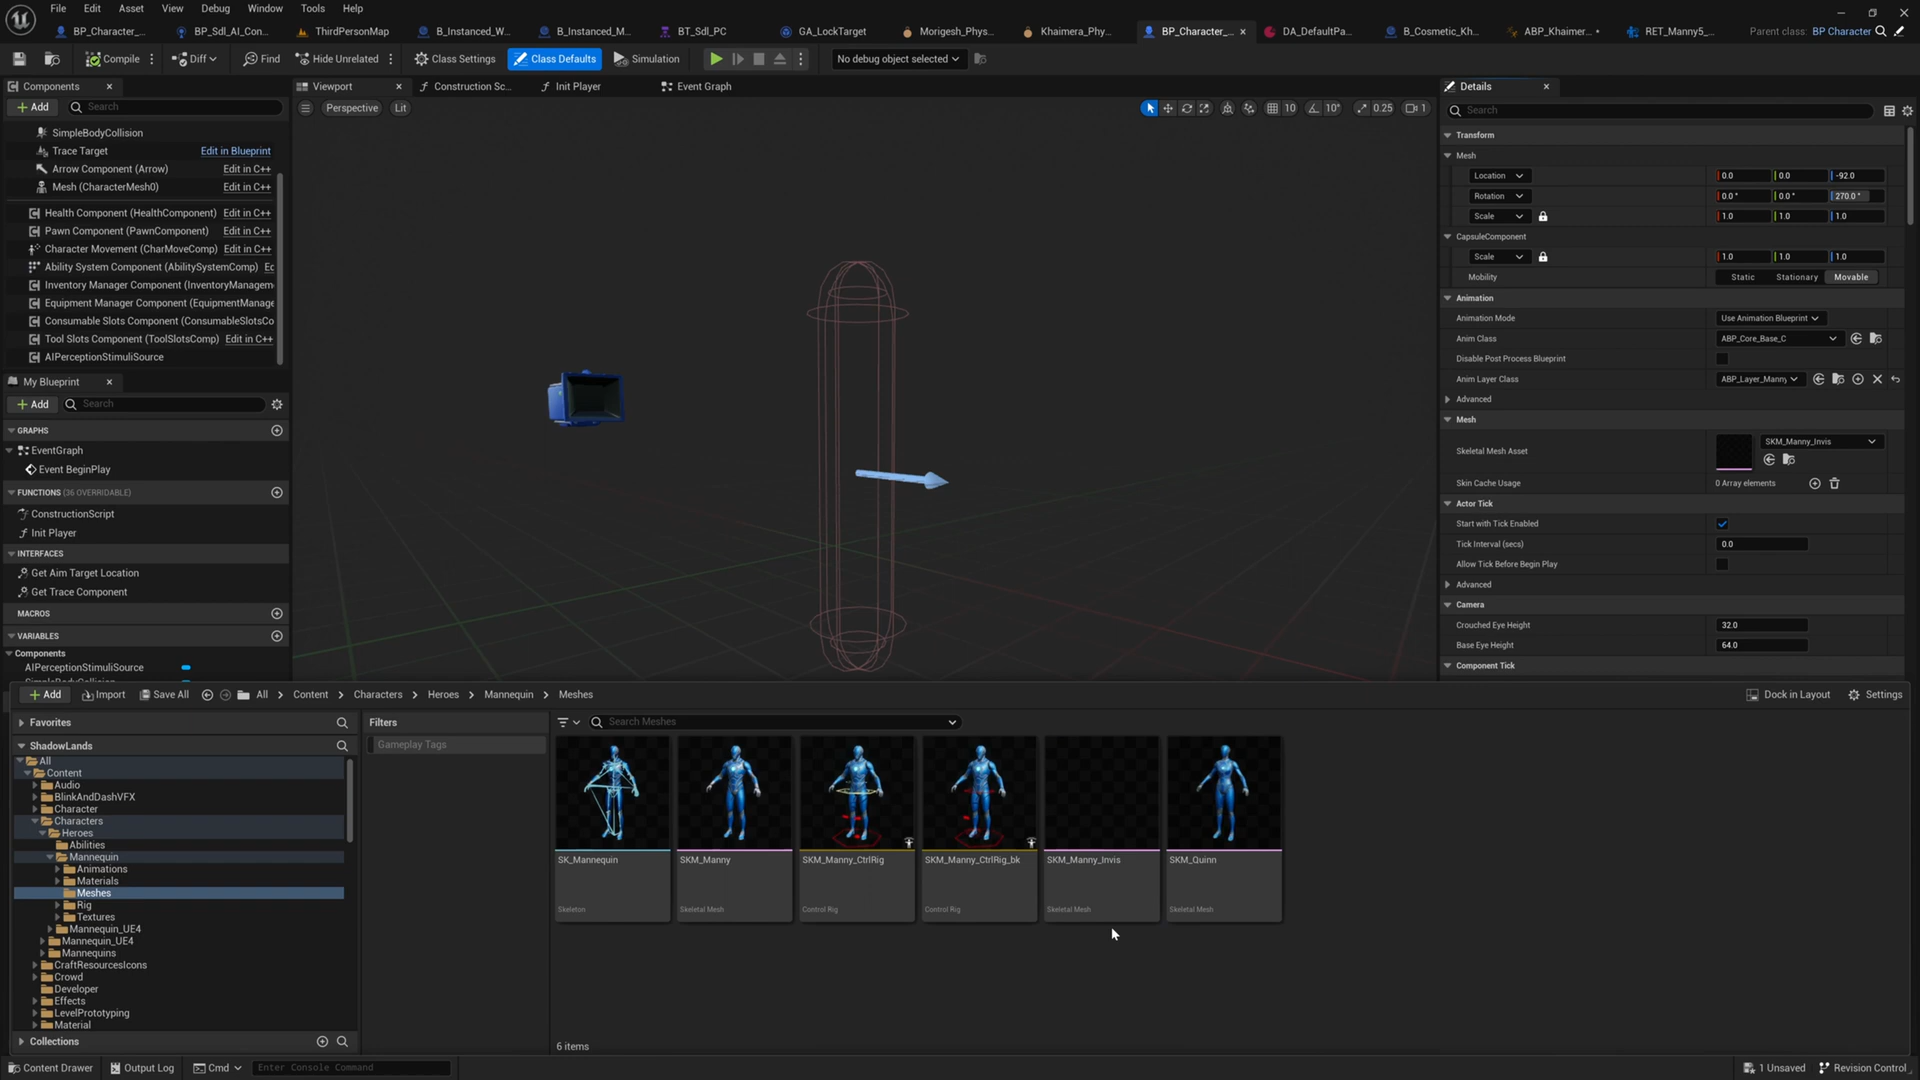 File Edit Asset View Debug Window Tools Help
BP_Character_... BP_Sdl_AI_Con... ThirdPersonMap B_Instanced_W... B_Instanced_M... BT_Sdl_PC GA_LockTarget Morigesh_Phys... Khaimera_Phy... BP_Character_... DA_DefaultPa... B_Cosmetic_Kh... ABP_Khaimer... RET_Manny5_... Parent class: BP Character
Compile Diff Find Hide Unrelated Class Settings Class Defaults Simulation No debug object selected
Components
Add Search
SimpleBodyCollision
Trace Target Edit in Blueprint
Arrow Component (Arrow) Edit in C++
Mesh (CharacterMesh0) Edit in C++
Health Component (HealthComponent) Edit in C++
Pawn Component (PawnComponent) Edit in C++
Character Movement (CharMoveComp) Edit in C++
Ability System Component (AbilitySystemComp) Ec
Inventory Manager Component (InventoryManagem
Equipment Manager Component (EquipmentManage
Consumable Slots Component (ConsumableSlotsCo
Tool Slots Component (ToolSlotsComp) Edit in C++
AIPerceptionStimuliSource
My Blueprint
Add Search
GRAPHS
EventGraph
Event BeginPlay
FUNCTIONS (36 OVERRIDABLE)
ConstructionScript
Init Player
INTERFACES
Get Aim Target Location
Get Trace Component
MACROS
VARIABLES
Components
AIPerceptionStimuliSource
Viewport Construction Sc... Init Player Event Graph
Perspective Lit 10 10° 0.25 1
Details
Search
Transform
Mesh
Location 0.0 0.0 -92.0
Rotation 0.0 ° 0.0 ° 270.0 °
Scale 1.0 1.0 1.0
CapsuleComponent
Scale 1.0 1.0 1.0
Mobility Static Stationary Movable
Animation
Animation Mode Use Animation Blueprint
Anim Class ABP_Core_Base_C
Disable Post Process Blueprint
Anim Layer Class ABP_Layer_Manny
Advanced
Mesh
Skeletal Mesh Asset SKM_Manny_Invis
Skin Cache Usage 0 Array elements
Actor Tick
Start with Tick Enabled
Tick Interval (secs) 0.0
Allow Tick Before Begin Play
Advanced
Camera
Crouched Eye Height 32.0
Base Eye Height 64.0
Component Tick
Add Import Save All All Content Characters Heroes Mannequin Meshes Dock in Layout Settings
Favorites
ShadowLands
All
Content
Audio
BlinkAndDashVFX
Character
Characters
Heroes
Abilities
Mannequin
Animations
Materials
Meshes
Rig
Textures
Mannequin_UE4
Mannequin_UE4
Mannequins
CraftResourcesIcons
Crowd
Developer
Effects
LevelPrototyping
Material
Collections
Filters
Gameplay Tags
Search Meshes
SK_Mannequin SKM_Manny SKM_Manny_CtrlRig SKM_Manny_CtrlRig_bk SKM_Manny_Invis SKM_Quinn
Skeleton Skeletal Mesh Control Rig Control Rig Skeletal Mesh Skeletal Mesh
6 items
Content Drawer Output Log Cmd Enter Console Command 1 Unsaved Revision Control